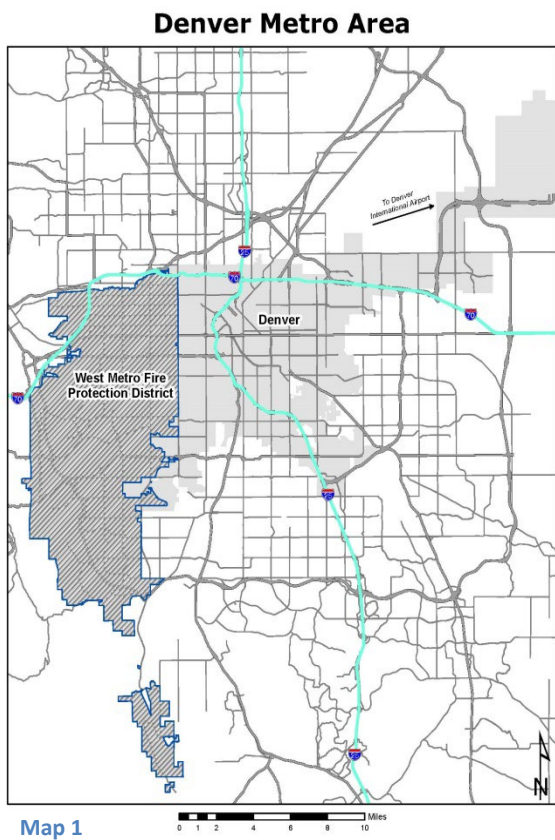 Denver Metro Area
To Denver
International Airport
25
70
Denver
70
West Metro Fire
Protection District
70
25
25
N
Map 1
Miles
0 1 2 4 6 8 10